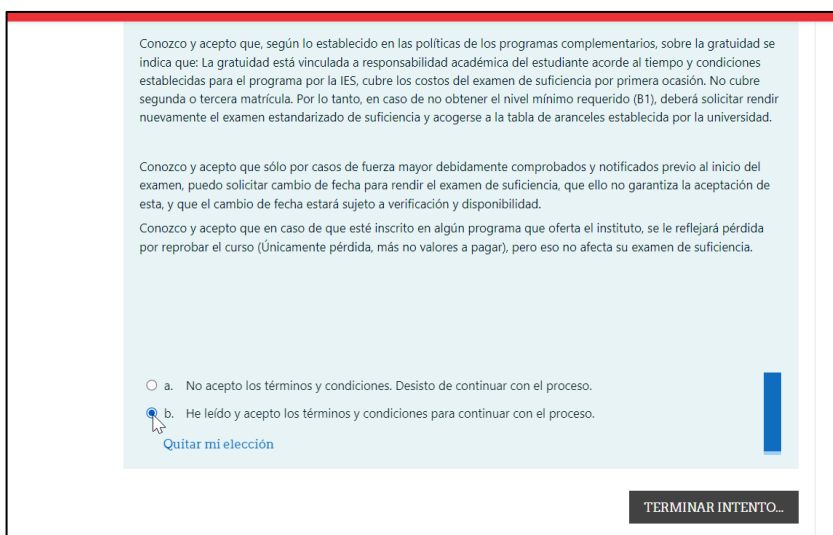 Conozco y acepto que, según lo establecido en las políticas de los programas complementarios, sobre la gratuidad se
indica que: La gratuidad está vinculada a responsabilidad académica del estudiante acorde al tiempo y condiciones
establecidas para el programa por la IES, cubre los costos del examen de suficiencia por primera ocasión. No cubre
segunda o tercera matrícula. Por lo tanto, en caso de no obtener el nivel mínimo requerido (B1), deberá solicitar rendir
nuevamente el examen estandarizado de suficiencia y acogerse a la tabla de aranceles establecida por la universidad.
Conozco y acepto que sólo por casos de fuerza mayor debidamente comprobados y notificados previo al inicio del
examen, puedo solicitar cambio de fecha para rendir el examen de suficiencia, que ello no garantiza la aceptación de
esta, y que el cambio de fecha estará sujeto a verificación y disponibilidad.
Conozco y acepto que en caso de que esté inscrito en algún programa que oferta el instituto, se le reflejará pérdida
por reprobar el curso (Únicamente pérdida, más no valores a pagar), pero eso no afecta su examen de suficiencia.
a. No acepto los términos y condiciones. Desisto de continuar con el proceso.
b. He leído y acepto los términos y condiciones para continuar con el proceso.
Quitar mi elección
TERMINAR INTENTO...